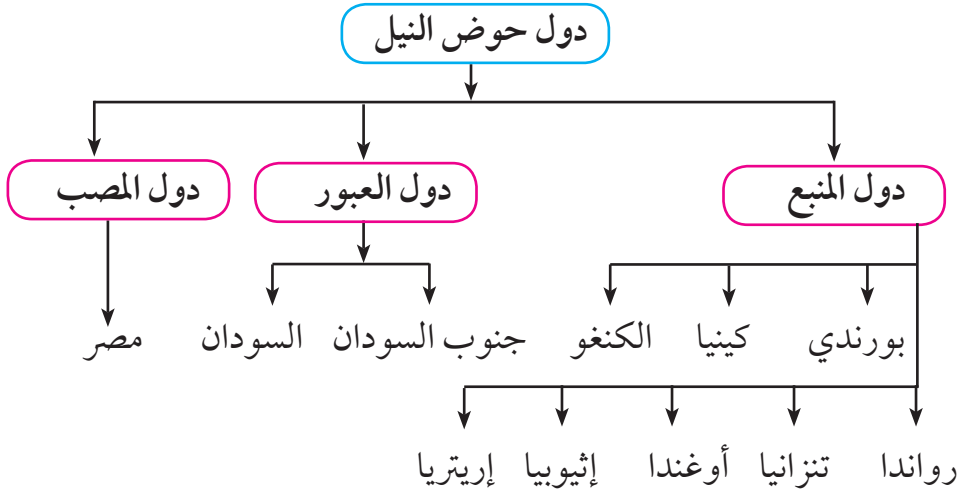 دول حوض النيل
دول المنبع دول العبور دول المصب
بورندي كينيا الكنغو جنوب السودان السودان مصر
رواندا تنزانيا أوغندا إثيوبيا إريتريا